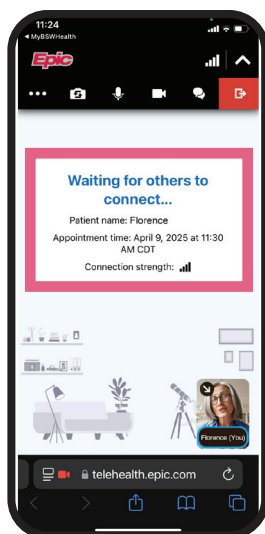 11:24
◂ MyBSWHealth
Epic
Waiting for others to
connect...
Patient name: Florence
Appointment time: April 9, 2025 at 11:30
AM CDT
Connection strength:
Florence (You)
telehealth.epic.com